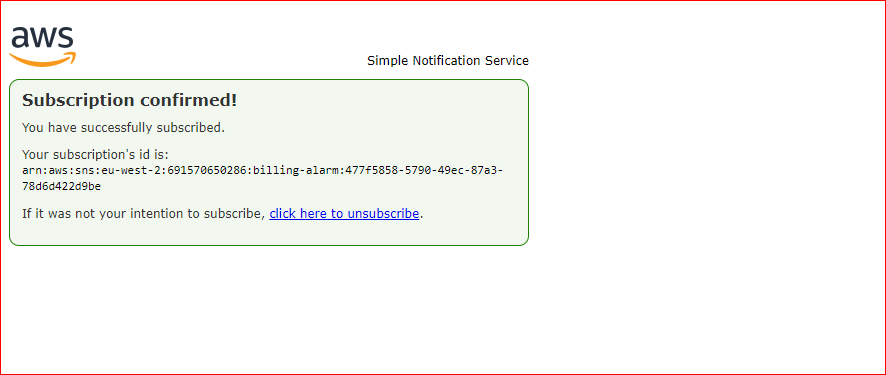 aws
Simple Notification Service
Subscription confirmed!
You have successfully subscribed.
Your subscription's id is:
arn:aws:sns:eu-west-2:691570650286:billing-alarm:477f5858-5790-49ec-87a3-
78d6d422d9be
If it was not your intention to subscribe, click here to unsubscribe.